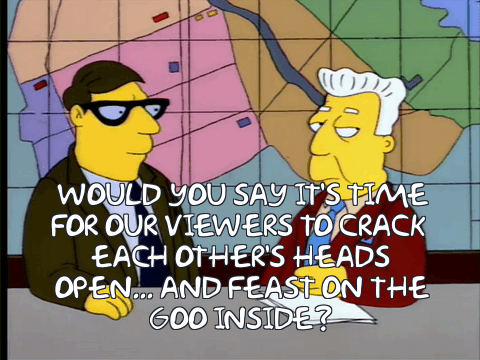 WOULD YOU SAY IT'S TIME
FOR OUR VIEWERS TO CRACK
EACH OTHER'S HEADS
OPEN... AND FEAST ON THE
GOO INSIDE?